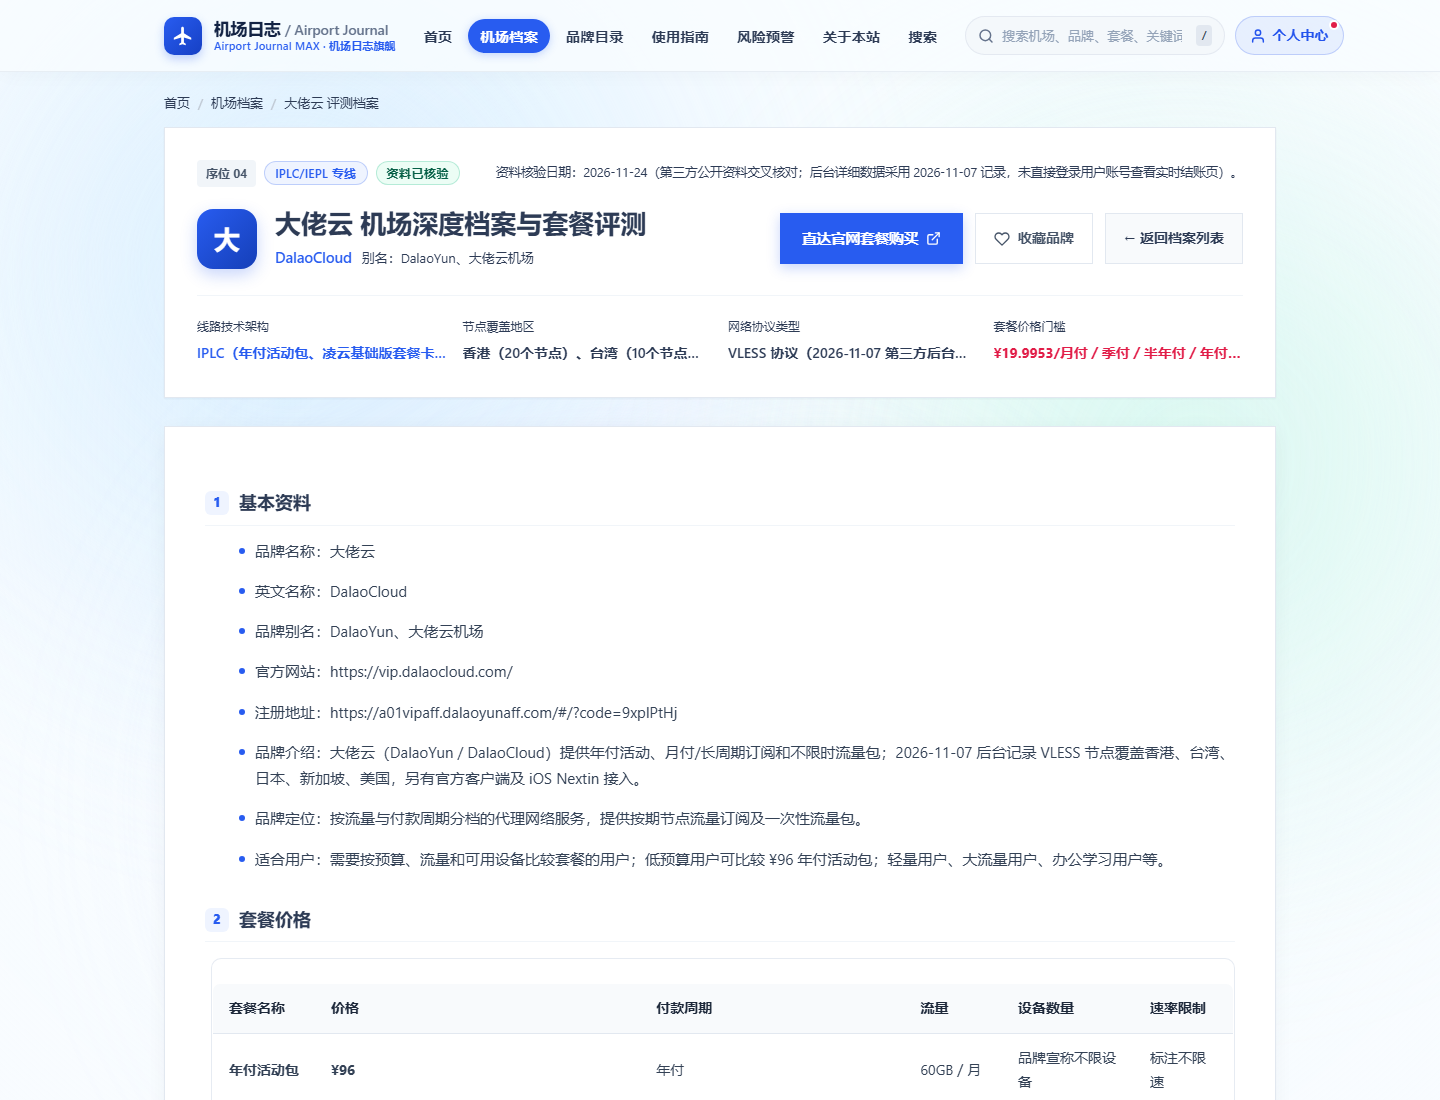 机场日志 / Airport Journal
Airport Journal MAX · 机场日志旗舰
首页
机场档案
品牌目录
使用指南
风险预警
关于本站
搜索
搜索机场、品牌、套餐、关键词
/
个人中心
首页 / 机场档案 / 大佬云 评测档案
序位 04
IPLC/IEPL 专线
资料已核验
资料核验日期：2026-11-24（第三方公开资料交叉核对；后台详细数据采用 2026-11-07 记录，未直接登录用户账号查看实时结账页）。
大
大佬云 机场深度档案与套餐评测
DalaoCloud 别名：DalaoYun、大佬云机场
直达官网套餐购买
收藏品牌
← 返回档案列表
线路技术架构
IPLC（年付活动包、凌云基础版套餐卡...
节点覆盖地区
香港（20个节点）、台湾（10个节点...
网络协议类型
VLESS 协议（2026-11-07 第三方后台...
套餐价格门槛
¥19.9953/月付 / 季付 / 半年付 / 年付...
1 基本资料
品牌名称：大佬云
英文名称：DalaoCloud
品牌别名：DalaoYun、大佬云机场
官方网站：https://vip.dalaocloud.com/
注册地址：https://a01vipaff.dalaoyunaff.com/#/?code=9xplPtHj
品牌介绍：大佬云（DalaoYun / DalaoCloud）提供年付活动、月付/长周期订阅和不限时流量包；2026-11-07 后台记录 VLESS 节点覆盖香港、台湾、
日本、新加坡、美国，另有官方客户端及 iOS Nextin 接入。
品牌定位：按流量与付款周期分档的代理网络服务，提供按期节点流量订阅及一次性流量包。
适合用户：需要按预算、流量和可用设备比较套餐的用户；低预算用户可比较 ¥96 年付活动包；轻量用户、大流量用户、办公学习用户等。
2 套餐价格
套餐名称 价格 付款周期 流量 设备数量 速率限制
年付活动包 ¥96 年付 60GB / 月 品牌宣称不限设
备 标注不限
速